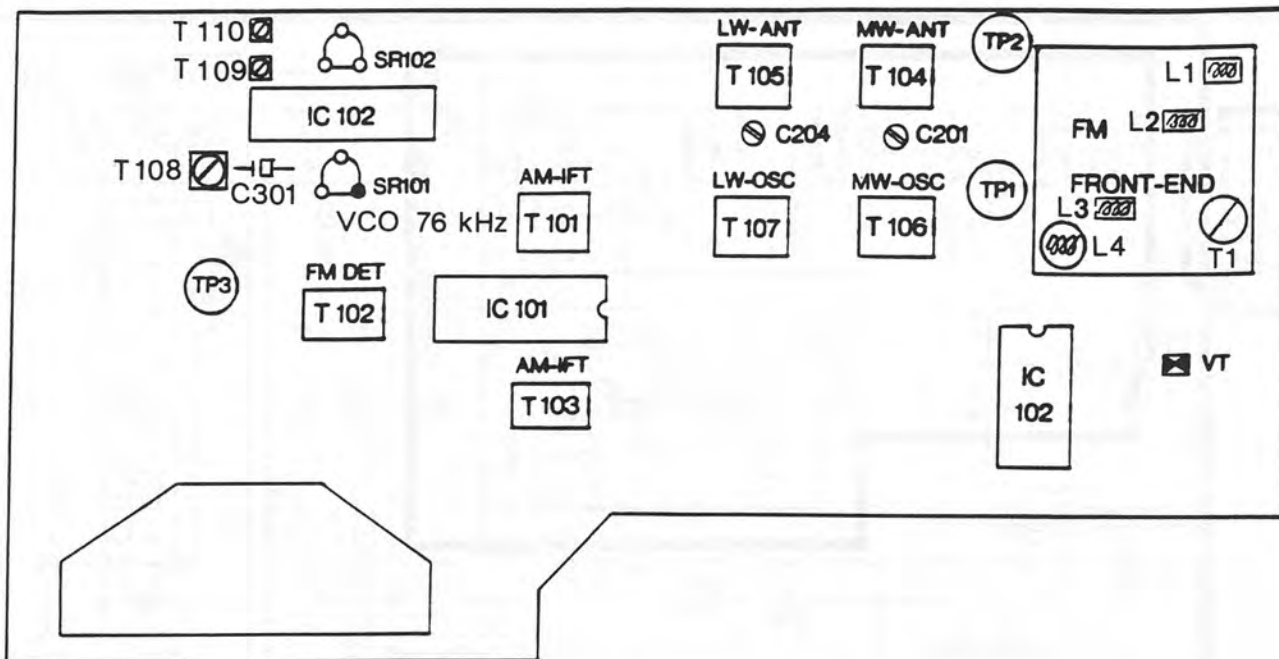 T 110
SR102
T 109
IC 102
T 108
C301
SR101
VCO 76 kHz
AM-IFT
T 101
TP3
FM DET
T 102
IC 101
AM-IFT
T 103
LW-ANT
T 105
MW-ANT
T 104
C204
C201
LW-OSC
T 107
MW-OSC
T 106
TP2
TP1
L1
FM
L2
FRONT-END
L3
L4
T1
IC
102
VT